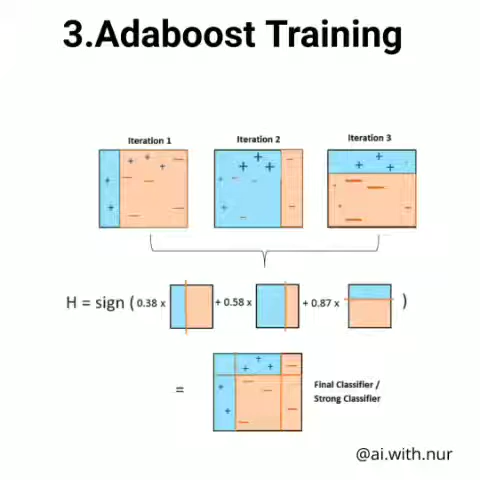 3.Adaboost Training
Iteration 1 Iteration 2 Iteration 3
H = sign ( 0.38 x + 0.58 x + 0.87 x )
=
Final Classifier /
Strong Classifier
@ai.with.nur